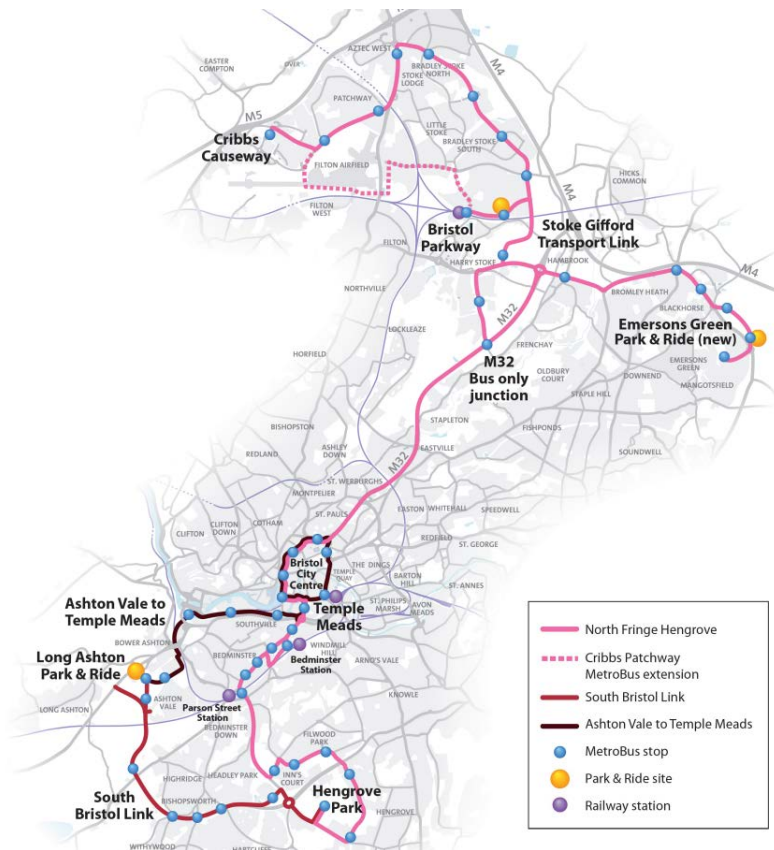 AZTEC WEST
EASTER
COMPTON
OVER
BRADLEY STOKE
NORTH
M4
STOKE
LODGE
PATCHWAY
M5
Cribbs
Causeway
LITTLE
STOKE
BRADLEY STOKE
SOUTH
FILTON AIRFIELD
M4
HICKS
COMMON
FILTON
WEST
Bristol
Parkway
Stoke Gifford
Transport Link
FILTON
HARRY STOKE
HAMBROOK
M4
NORTHVILLE
BROMLEY HEATH
BLACKHORSE
M32
Emersons Green
Park & Ride (new)
LOCKLEAZE
FRENCHAY
M32
Bus only
junction
EMERSONS
GREEN
HORFIELD
OLDBURY
COURT
DOWNEND
MANGOTSFIELD
STAPLE HILL
STAPLETON
BISHOPSTON
FISHPONDS
ASHLEY
DOWN
EASTVILLE
REDLAND
SOUNDWELL
M32
ST. WERBURGHS
MONTPELIER
CLIFTON
DOWN
COTHAM
ST. PAULS
EASTON
WHITEHALL
SPEEDWELL
CLIFTON
REDFIELD
ST. GEORGE
Bristol
City
Centre
THE DINGS
TEMPLE
QUAY
BARTON
HILL
ST. ANNES
Ashton Vale to
Temple Meads
Temple
Meads
ST. PHILIPS
MARSH
AVON
MEADS
SOUTHVILLE
BOWER ASHTON
WINDMILL
HILL
Long Ashton
Park & Ride
BEDMINSTER
Bedminster
Station
ARNO'S VALE
LONG ASHTON
ASHTON
VALE
Parson Street
Station
KNOWLE
BEDMINSTER
DOWN
FILWOOD
PARK
HIGHRIDGE
HEADLEY PARK
INN'S
COURT
Hengrove
Park
South
Bristol Link
BISHOPSWORTH
HENGROVE
WITHYWOOD
HARTCLIFFE
North Fringe Hengrove
Cribbs Patchway
MetroBus extension
South Bristol Link
Ashton Vale to Temple Meads
MetroBus stop
Park & Ride site
Railway station